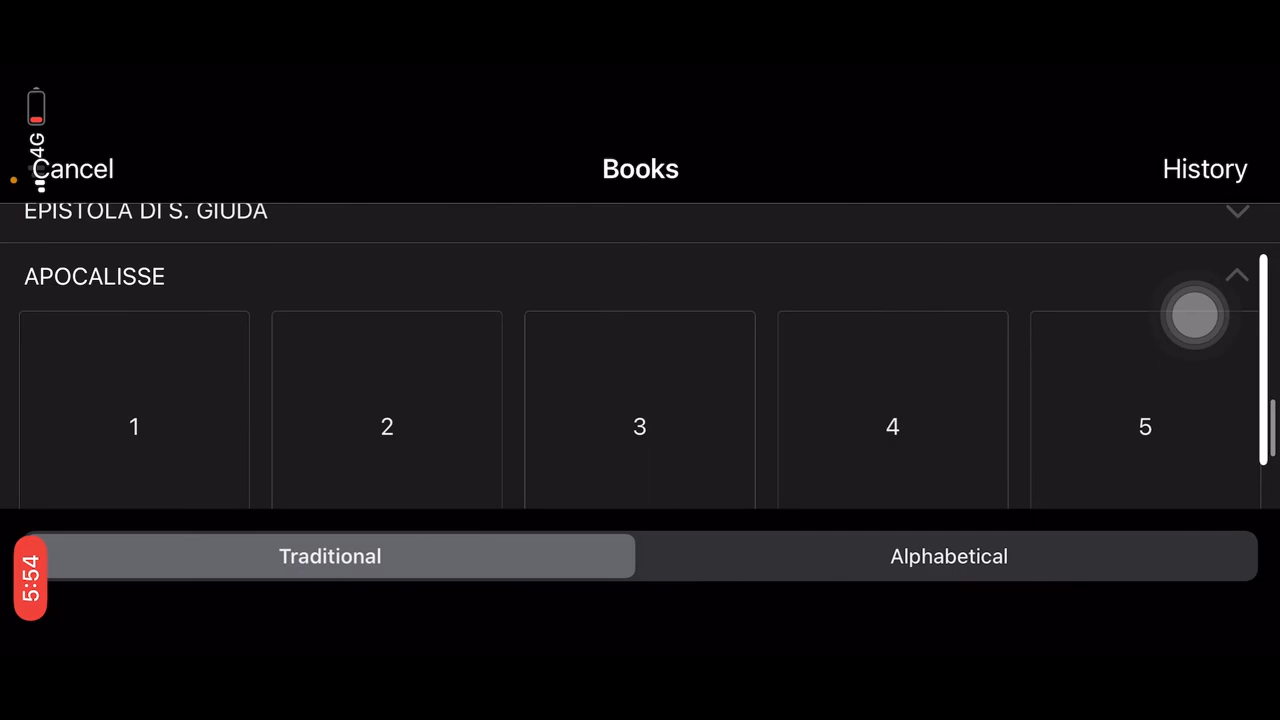 4G
Cancel
Books
History
EPISTOLA DI S. GIUDA
APOCALISSE
1
2
3
4
5
Traditional
Alphabetical
5:54